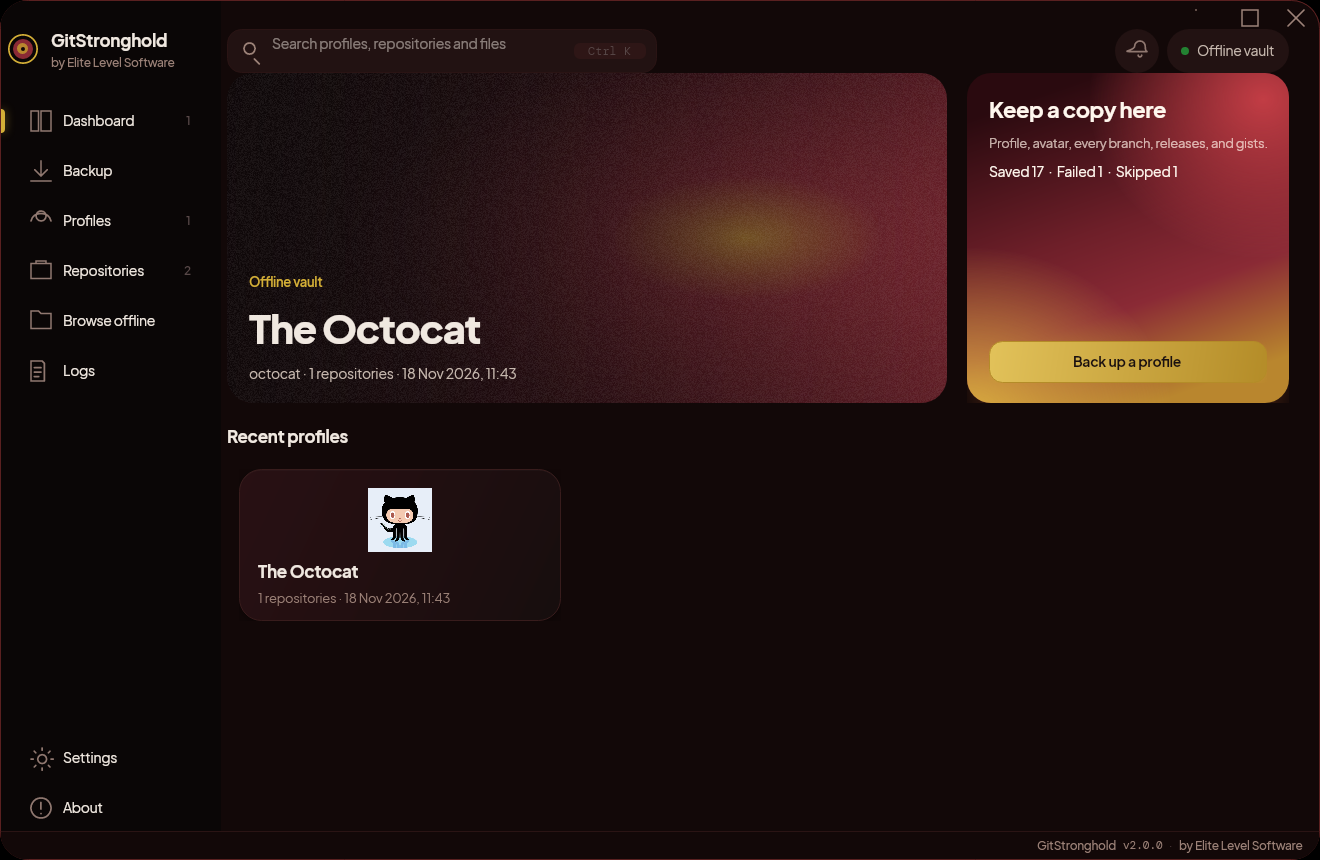 GitStronghold
by Elite Level Software
Search profiles, repositories and files
Ctrl K
Offline vault
Dashboard 1
Backup
Profiles 1
Repositories 2
Browse offline
Logs
Offline vault
The Octocat
octocat · 1 repositories · 18 Nov 2026, 11:43
Keep a copy here
Profile, avatar, every branch, releases, and gists.
Saved 17 · Failed 1 · Skipped 1
Back up a profile
Recent profiles
The Octocat
1 repositories · 18 Nov 2026, 11:43
Settings
About
GitStronghold v2.0.0 · by Elite Level Software